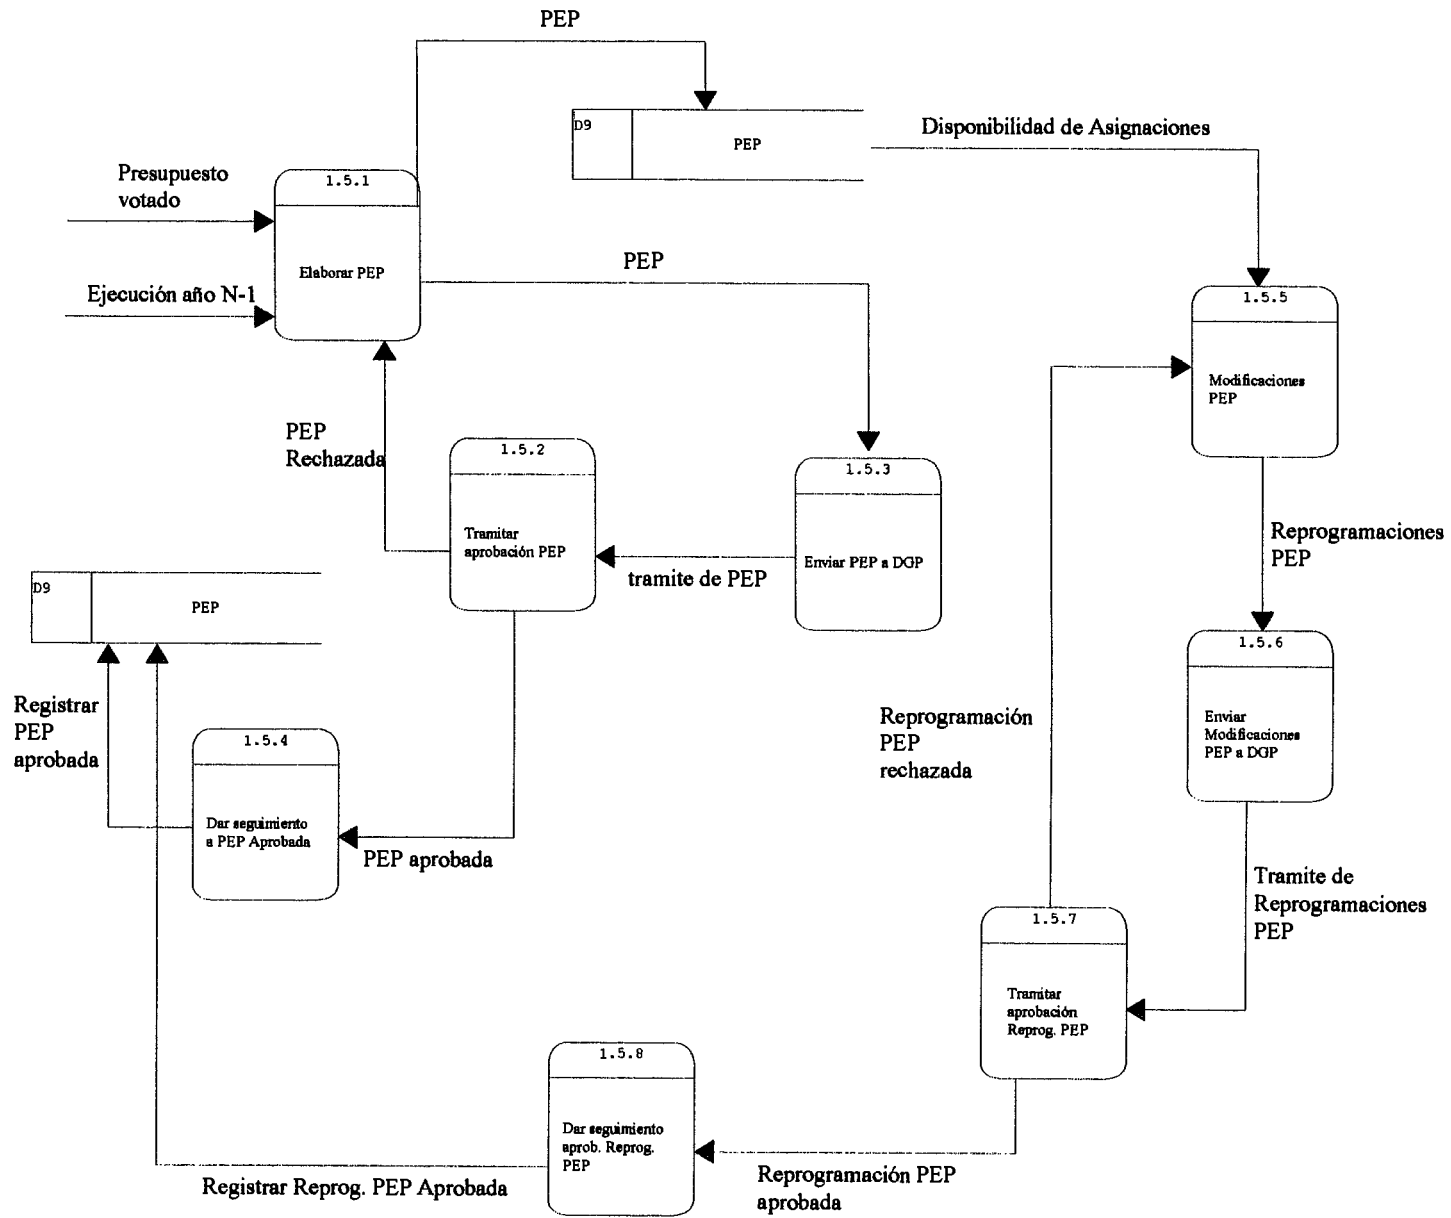 PEP
D9
PEP
Disponibilidad de Asignaciones
Presupuesto
votado
1.5.1
Elaborar PEP
Ejecución año N-1
PEP
1.5.5
Modificaciones
PEP
PEP
Rechazada
1.5.2
Tramitar
aprobación PEP
1.5.3
Enviar PEP a DGP
tramite de PEP
Reprogramaciones
PEP
D9
PEP
1.5.6
Enviar
Modificaciones
PEP a DGP
Registrar
PEP
aprobada
1.5.4
Dar seguimiento
a PEP Aprobada
PEP aprobada
Reprogramación
PEP
rechazada
Tramite de
Reprogramaciones
PEP
1.5.7
Tramitar
aprobación
Reprog. PEP
1.5.8
Dar seguimiento
aprob. Reprog.
PEP
Registrar Reprog. PEP Aprobada
Reprogramación PEP
aprobada